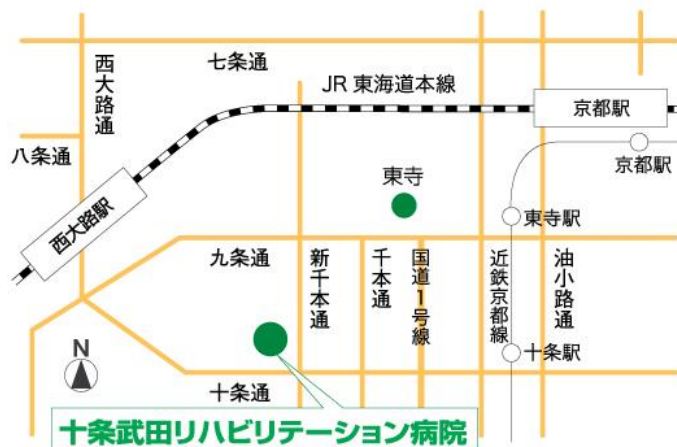 西大路通
七条通
JR 東海道本線
京都駅
八条通
京都駅
西大路駅
東寺
東寺駅
九条通
新千本通
千本通
国道1号線
近鉄京都線
油小路通
N
十条駅
十条通
十条武田リハビリテーション病院